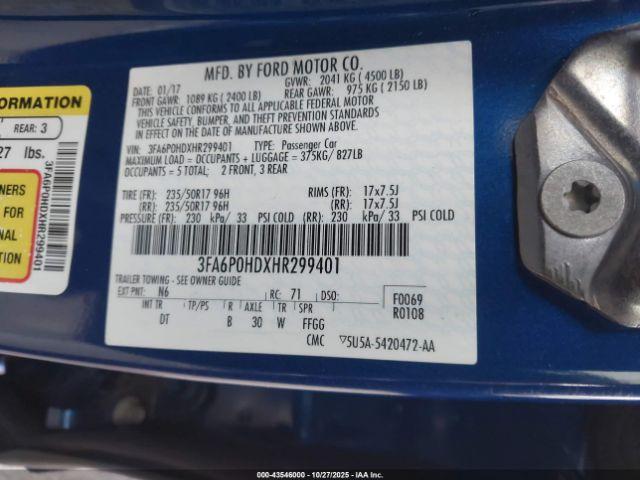 MFD. BY FORD MOTOR CO.
DATE: 01/17 GVWR: 2041 KG ( 4500 LB)
FRONT GAWR: 1089 KG ( 2400 LB) REAR GAWR: 975 KG ( 2150 LB)
THIS VEHICLE CONFORMS TO ALL APPLICABLE FEDERAL MOTOR
VEHICLE SAFETY, BUMPER, AND THEFT PREVENTION STANDARDS
IN EFFECT ON THE DATE OF MANUFACTURE SHOWN ABOVE.
VIN: 3FA6P0HDXHR299401 TYPE: Passenger Car
MAXIMUM LOAD = OCCUPANTS + LUGGAGE = 375KG/ 827LB
OCCUPANTS = 5 TOTAL; 2 FRONT, 3 REAR
TIRE (FR): 235/50R17 96H RIMS (FR): 17x7.5J
(RR): 235/50R17 96H (RR): 17x7.5J
PRESSURE (FR): 230 kPa/ 33 PSI COLD (RR): 230 kPa/ 33 PSI COLD
3FA6P0HDXHR299401
TRAILER TOWING - SEE OWNER GUIDE
EXT PNT: N6 RC: 71 DSO: F0069
INT TR TP/PS R AXLE TR SPR R0108
DT B 30 W FFGG
CMC 5U5A-5420472-AA
FORMATION
REAR: 3
27 lbs.
NERS
FOR
NAL
TION
3FA6P0HDXHR299401
000-43546000 - 10/27/2025 - COPYRIGHT IAA, LLC.